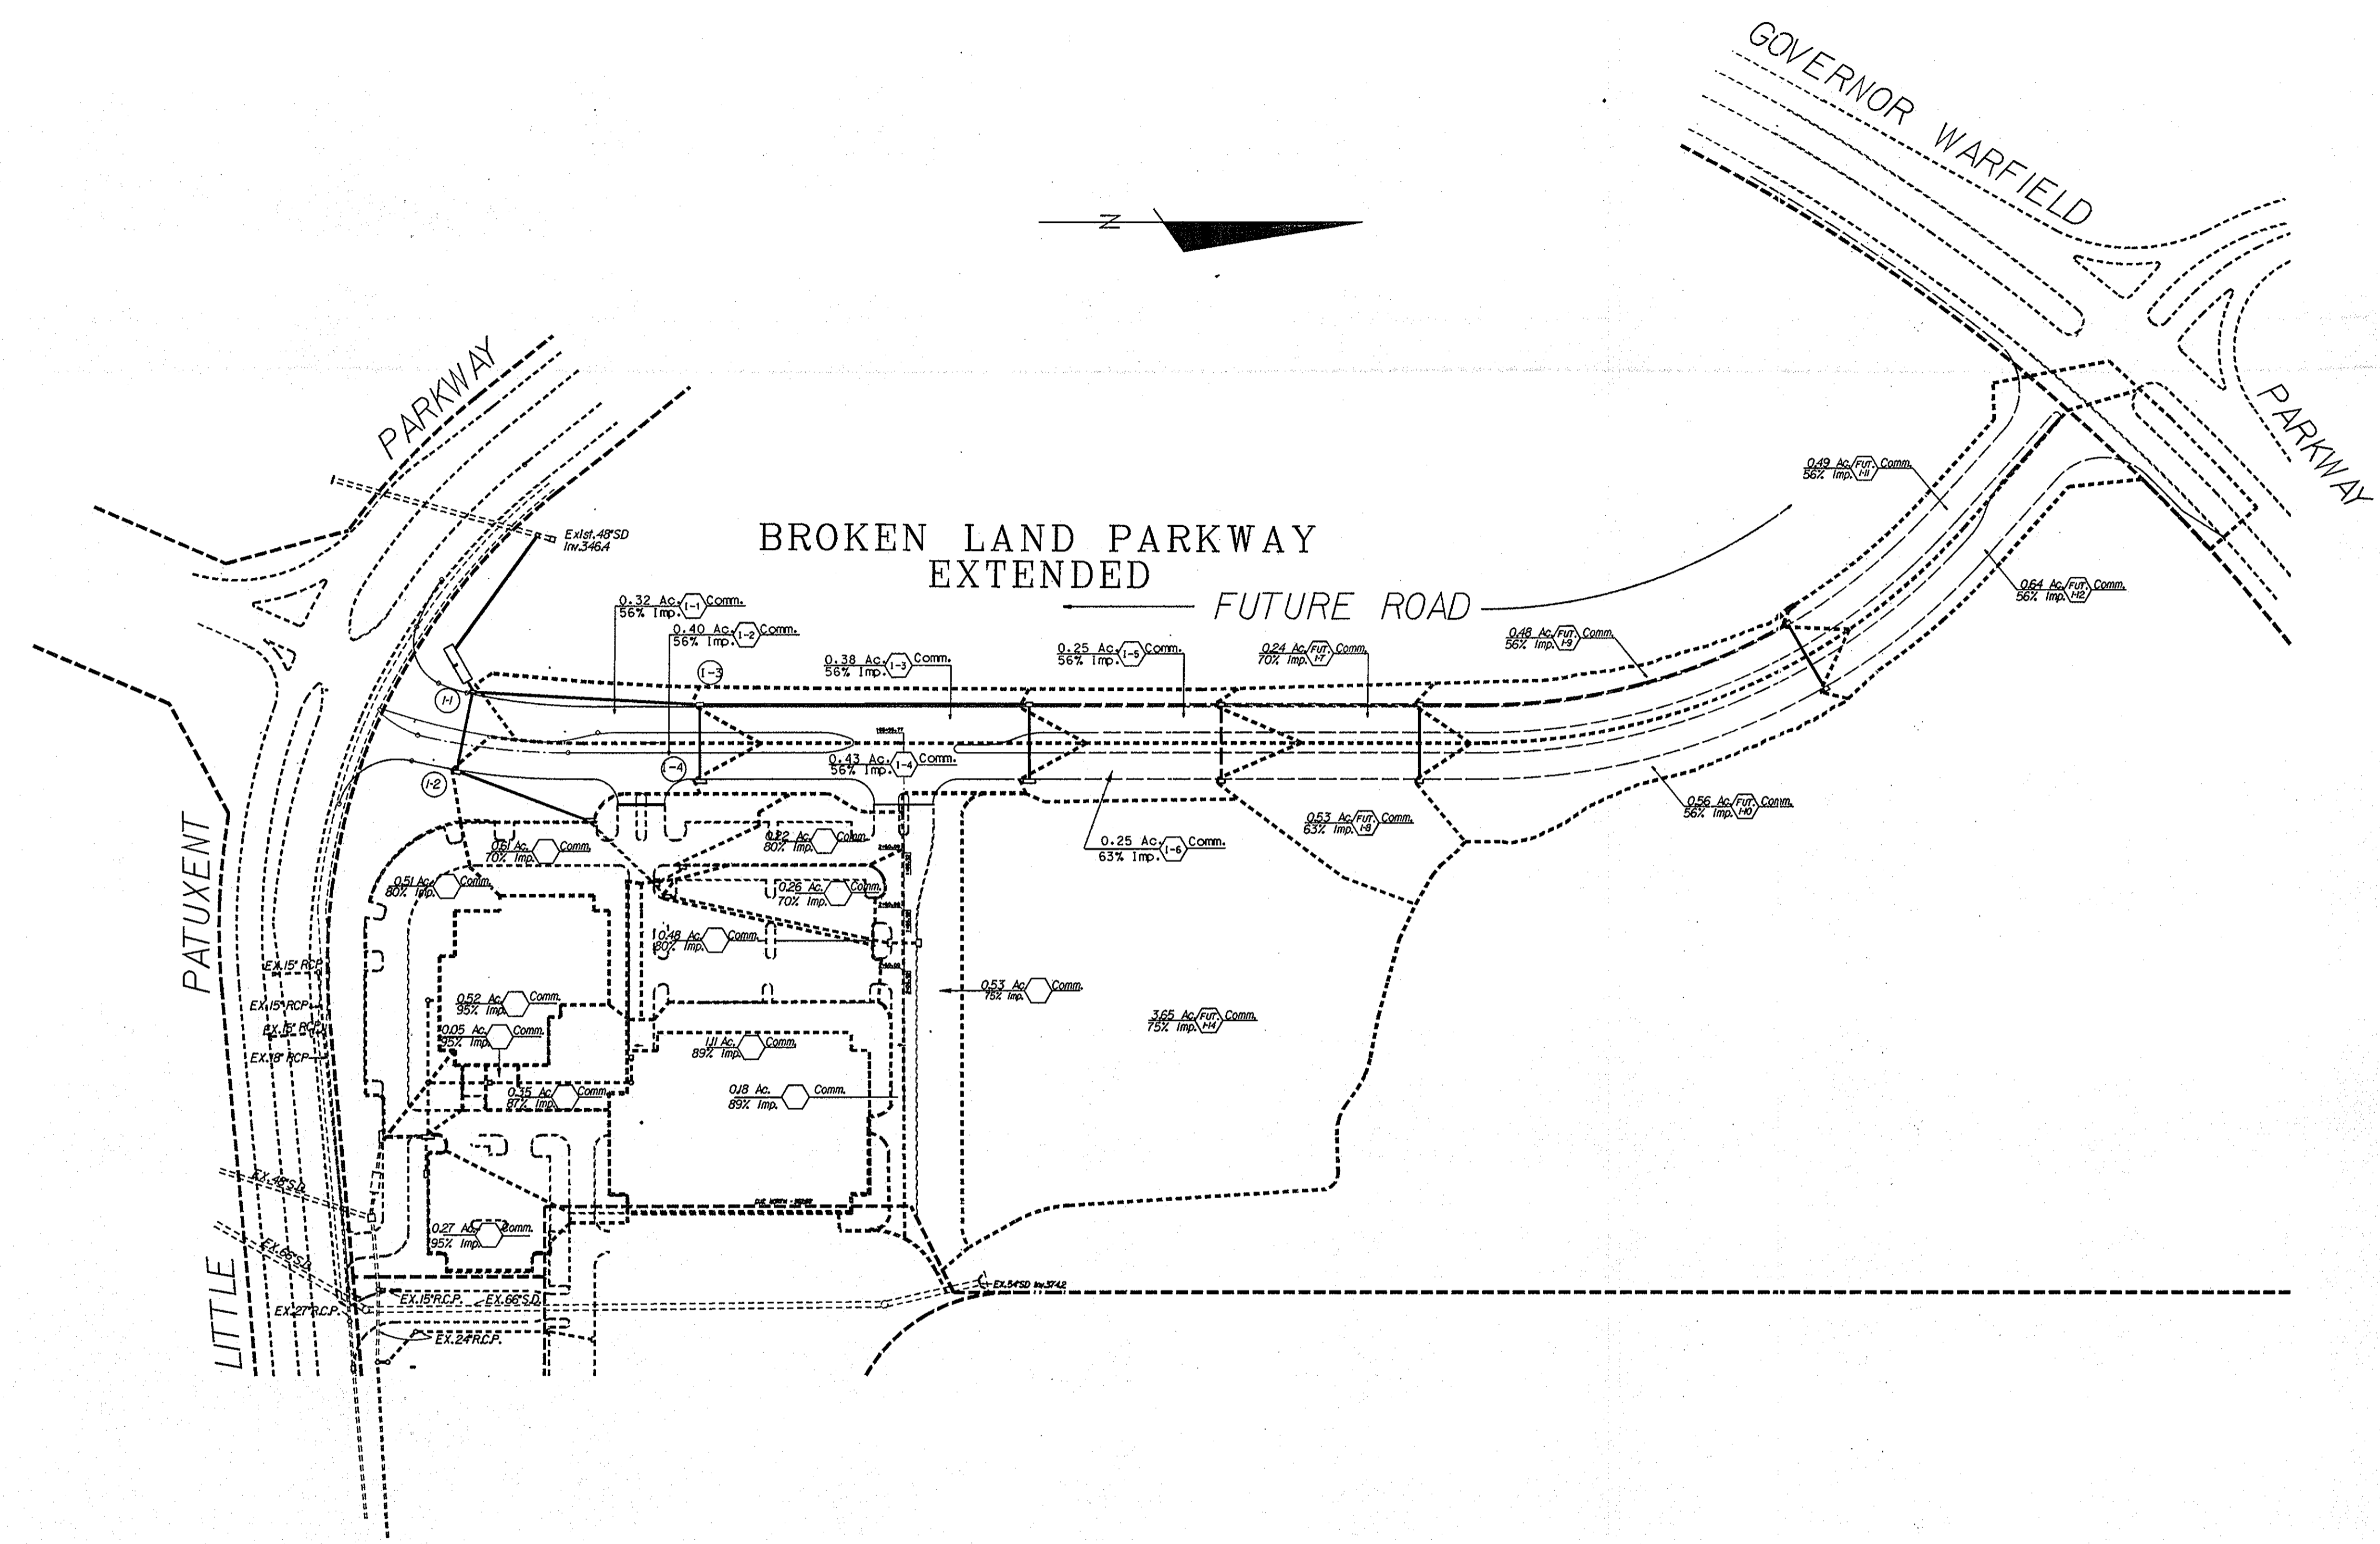 GOVERNOR WARFIELD
PARKWAY
N
PARKWAY
Exist. 48" SD
Inv. 346.4
BROKEN LAND PARKWAY
EXTENDED
FUTURE ROAD
0.49 Ac. FUT. Comm.
56% Imp. I-11
0.64 Ac. FUT. Comm.
56% Imp. I-12
0.32 Ac. I-1 Comm.
56% Imp.
0.40 Ac. I-2 Comm.
56% Imp.
0.38 Ac. I-3 Comm.
56% Imp.
0.25 Ac. I-5 Comm.
56% Imp.
0.24 Ac. FUT. Comm.
70% Imp. I-7
0.48 Ac. FUT. Comm.
56% Imp. I-9
I-3
I-1
I-4
I-2
0.43 Ac. I-4 Comm.
56% Imp.
0.56 Ac. FUT. Comm.
56% Imp. I-10
0.53 Ac. FUT. Comm.
63% Imp. I-8
0.25 Ac. I-6 Comm.
63% Imp.
0.22 Ac. Comm.
80% Imp.
0.61 Ac. Comm.
70% Imp.
0.51 Ac. Comm.
80% Imp.
0.26 Ac. Comm.
70% Imp.
0.48 Ac. Comm.
80% Imp.
PATUXENT
EX. 15" RCP
EX. 15" RCP
EX. 15" RCP
EX. 18" RCP
0.52 Ac. Comm.
95% Imp.
0.05 Ac. Comm.
95% Imp.
0.53 Ac. Comm.
75% Imp.
3.65 Ac. FUT. Comm.
75% Imp. I-14
1.11 Ac. Comm.
89% Imp.
0.35 Ac. Comm.
87% Imp.
0.18 Ac. Comm.
89% Imp.
EX. 48" S.D.
DUE NORTH
0.27 Ac. Comm.
95% Imp.
EX. 66" S.D.
LITTLE
EX. 54" SD Inv. 374.2
EX. 15" R.C.P.
EX. 66" S.D.
EX. 27" R.C.P.
EX. 24" R.C.P.